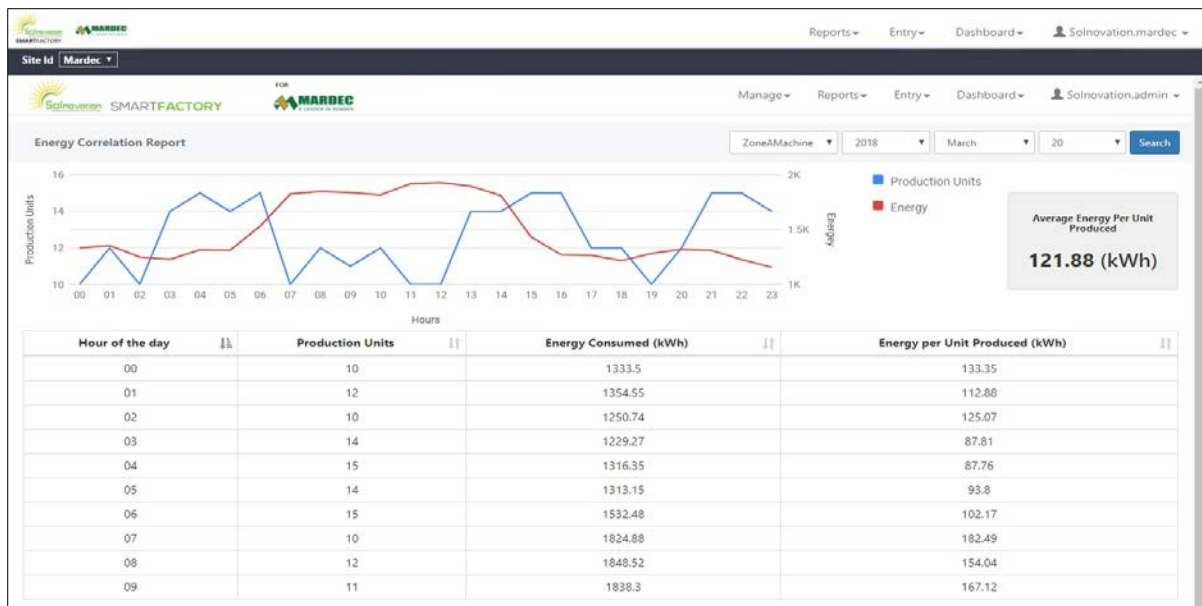 Solnovation
SMARTFACTORY
MARDEC
Reports
Entry
Dashboard
Solnovation.mardec
Site Id Mardec
Solnovation SMARTFACTORY
FOR
MARDEC
A LEADER IN RUBBER
Manage
Reports
Entry
Dashboard
Solnovation.admin
Energy Correlation Report
ZoneAMachine
2018
March
20
Search
Production Units
16
14
12
10
2K
1.5K
1K
Energey
00 01 02 03 04 05 06 07 08 09 10 11 12 13 14 15 16 17 18 19 20 21 22 23
Hours
Production Units
Energy
Average Energy Per Unit
Produced
121.88 (kWh)
Hour of the day Production Units Energy Consumed (kWh) Energy per Unit Produced (kWh)
00 10 1333.5 133.35
01 12 1354.55 112.88
02 10 1250.74 125.07
03 14 1229.27 87.81
04 15 1316.35 87.76
05 14 1313.15 93.8
06 15 1532.48 102.17
07 10 1824.88 182.49
08 12 1848.52 154.04
09 11 1838.3 167.12